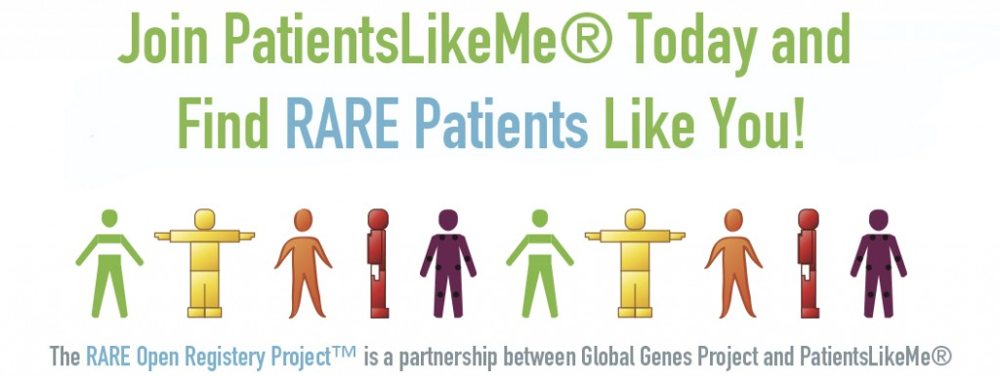 Join PatientsLikeMe® Today and
Find RARE Patients Like You!
The RARE Open Registery Project™ is a partnership between Global Genes Project and PatientsLikeMe®